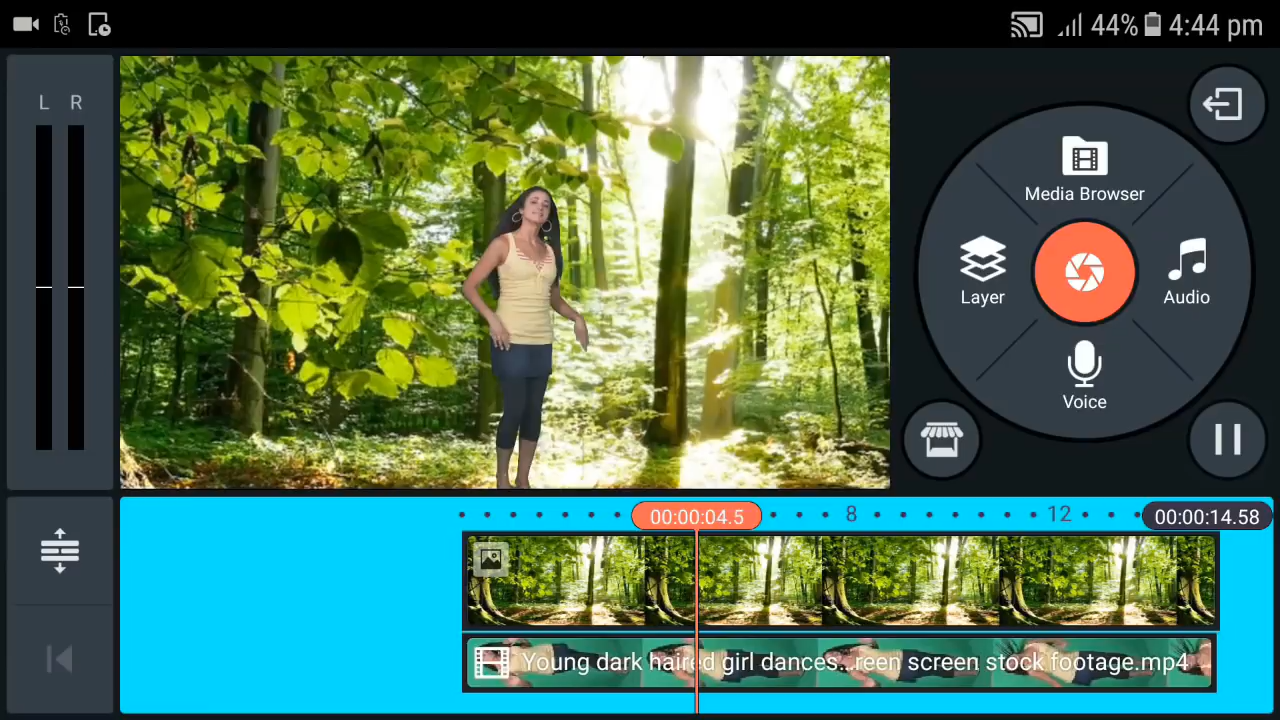 44% 4:44 pm
L R
Media Browser
Layer
Audio
Voice
00:00:04.5
8
12
00:00:14.58
Young dark haired girl dances...reen screen stock footage.mp4